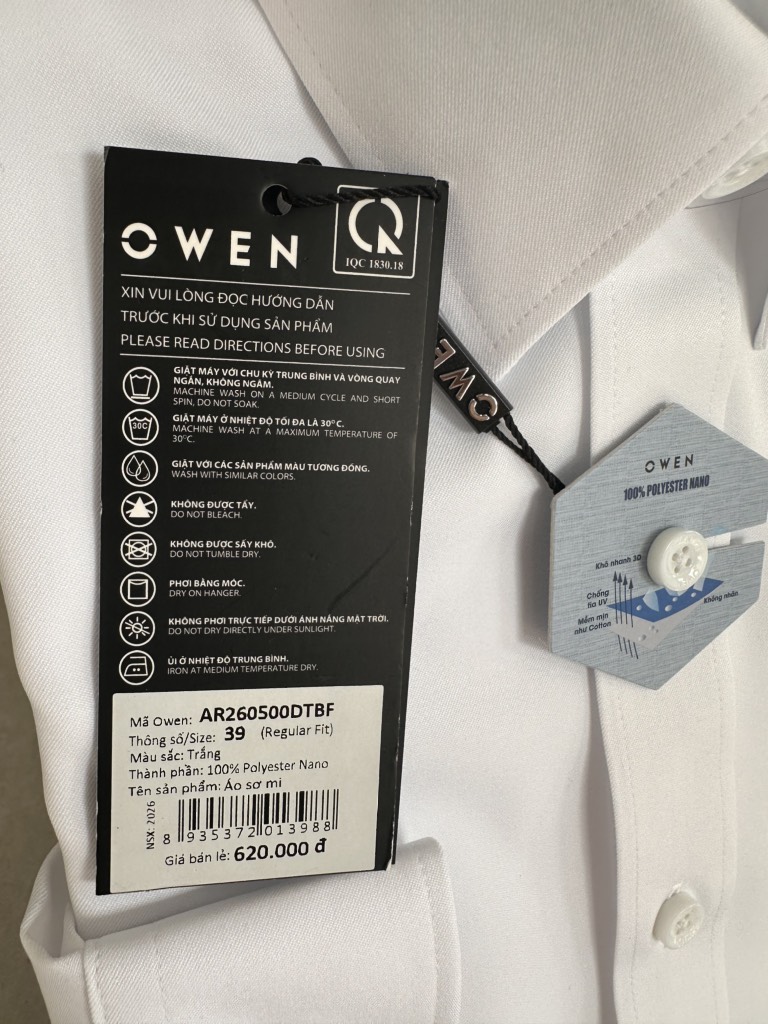 OWEN
IQC 1830.18
XIN VUI LÒNG ĐỌC HƯỚNG DẪN
TRƯỚC KHI SỬ DỤNG SẢN PHẨM
PLEASE READ DIRECTIONS BEFORE USING
GIẶT MÁY VỚI CHU KỲ TRUNG BÌNH VÀ VÒNG QUAY
NGẮN, KHÔNG NGÂM.
MACHINE WASH ON A MEDIUM CYCLE AND SHORT
SPIN, DO NOT SOAK.
30C
GIẶT MÁY Ở NHIỆT ĐỘ TỐI ĐA LÀ 30°C.
MACHINE WASH AT A MAXIMUM TEMPERATURE OF
30°C.
GIẶT VỚI CÁC SẢN PHẨM MÀU TƯƠNG ĐỒNG.
WASH WITH SIMILAR COLORS.
KHÔNG ĐƯỢC TẨY.
DO NOT BLEACH.
KHÔNG ĐƯỢC SẤY KHÔ.
DO NOT TUMBLE DRY.
PHƠI BẰNG MÓC.
DRY ON HANGER.
KHÔNG PHƠI TRỰC TIẾP DƯỚI ÁNH NẮNG MẶT TRỜI.
DO NOT DRY DIRECTLY UNDER SUNLIGHT.
ỦI Ở NHIỆT ĐỘ TRUNG BÌNH.
IRON AT MEDIUM TEMPERATURE DRY.
Mã Owen: AR260500DTBF
Thông số/Size: 39 (Regular Fit)
Màu sắc: Trắng
Thành phần: 100% Polyester Nano
Tên sản phẩm: Áo sơ mi
NSX: 2026
8 935372 013988
Giá bán lẻ: 620.000 đ
OWE
OWEN
100% POLYESTER NANO
Khô nhanh 3D
Chống
tia UV
Mềm mịn
như Cotton
Không nhăn